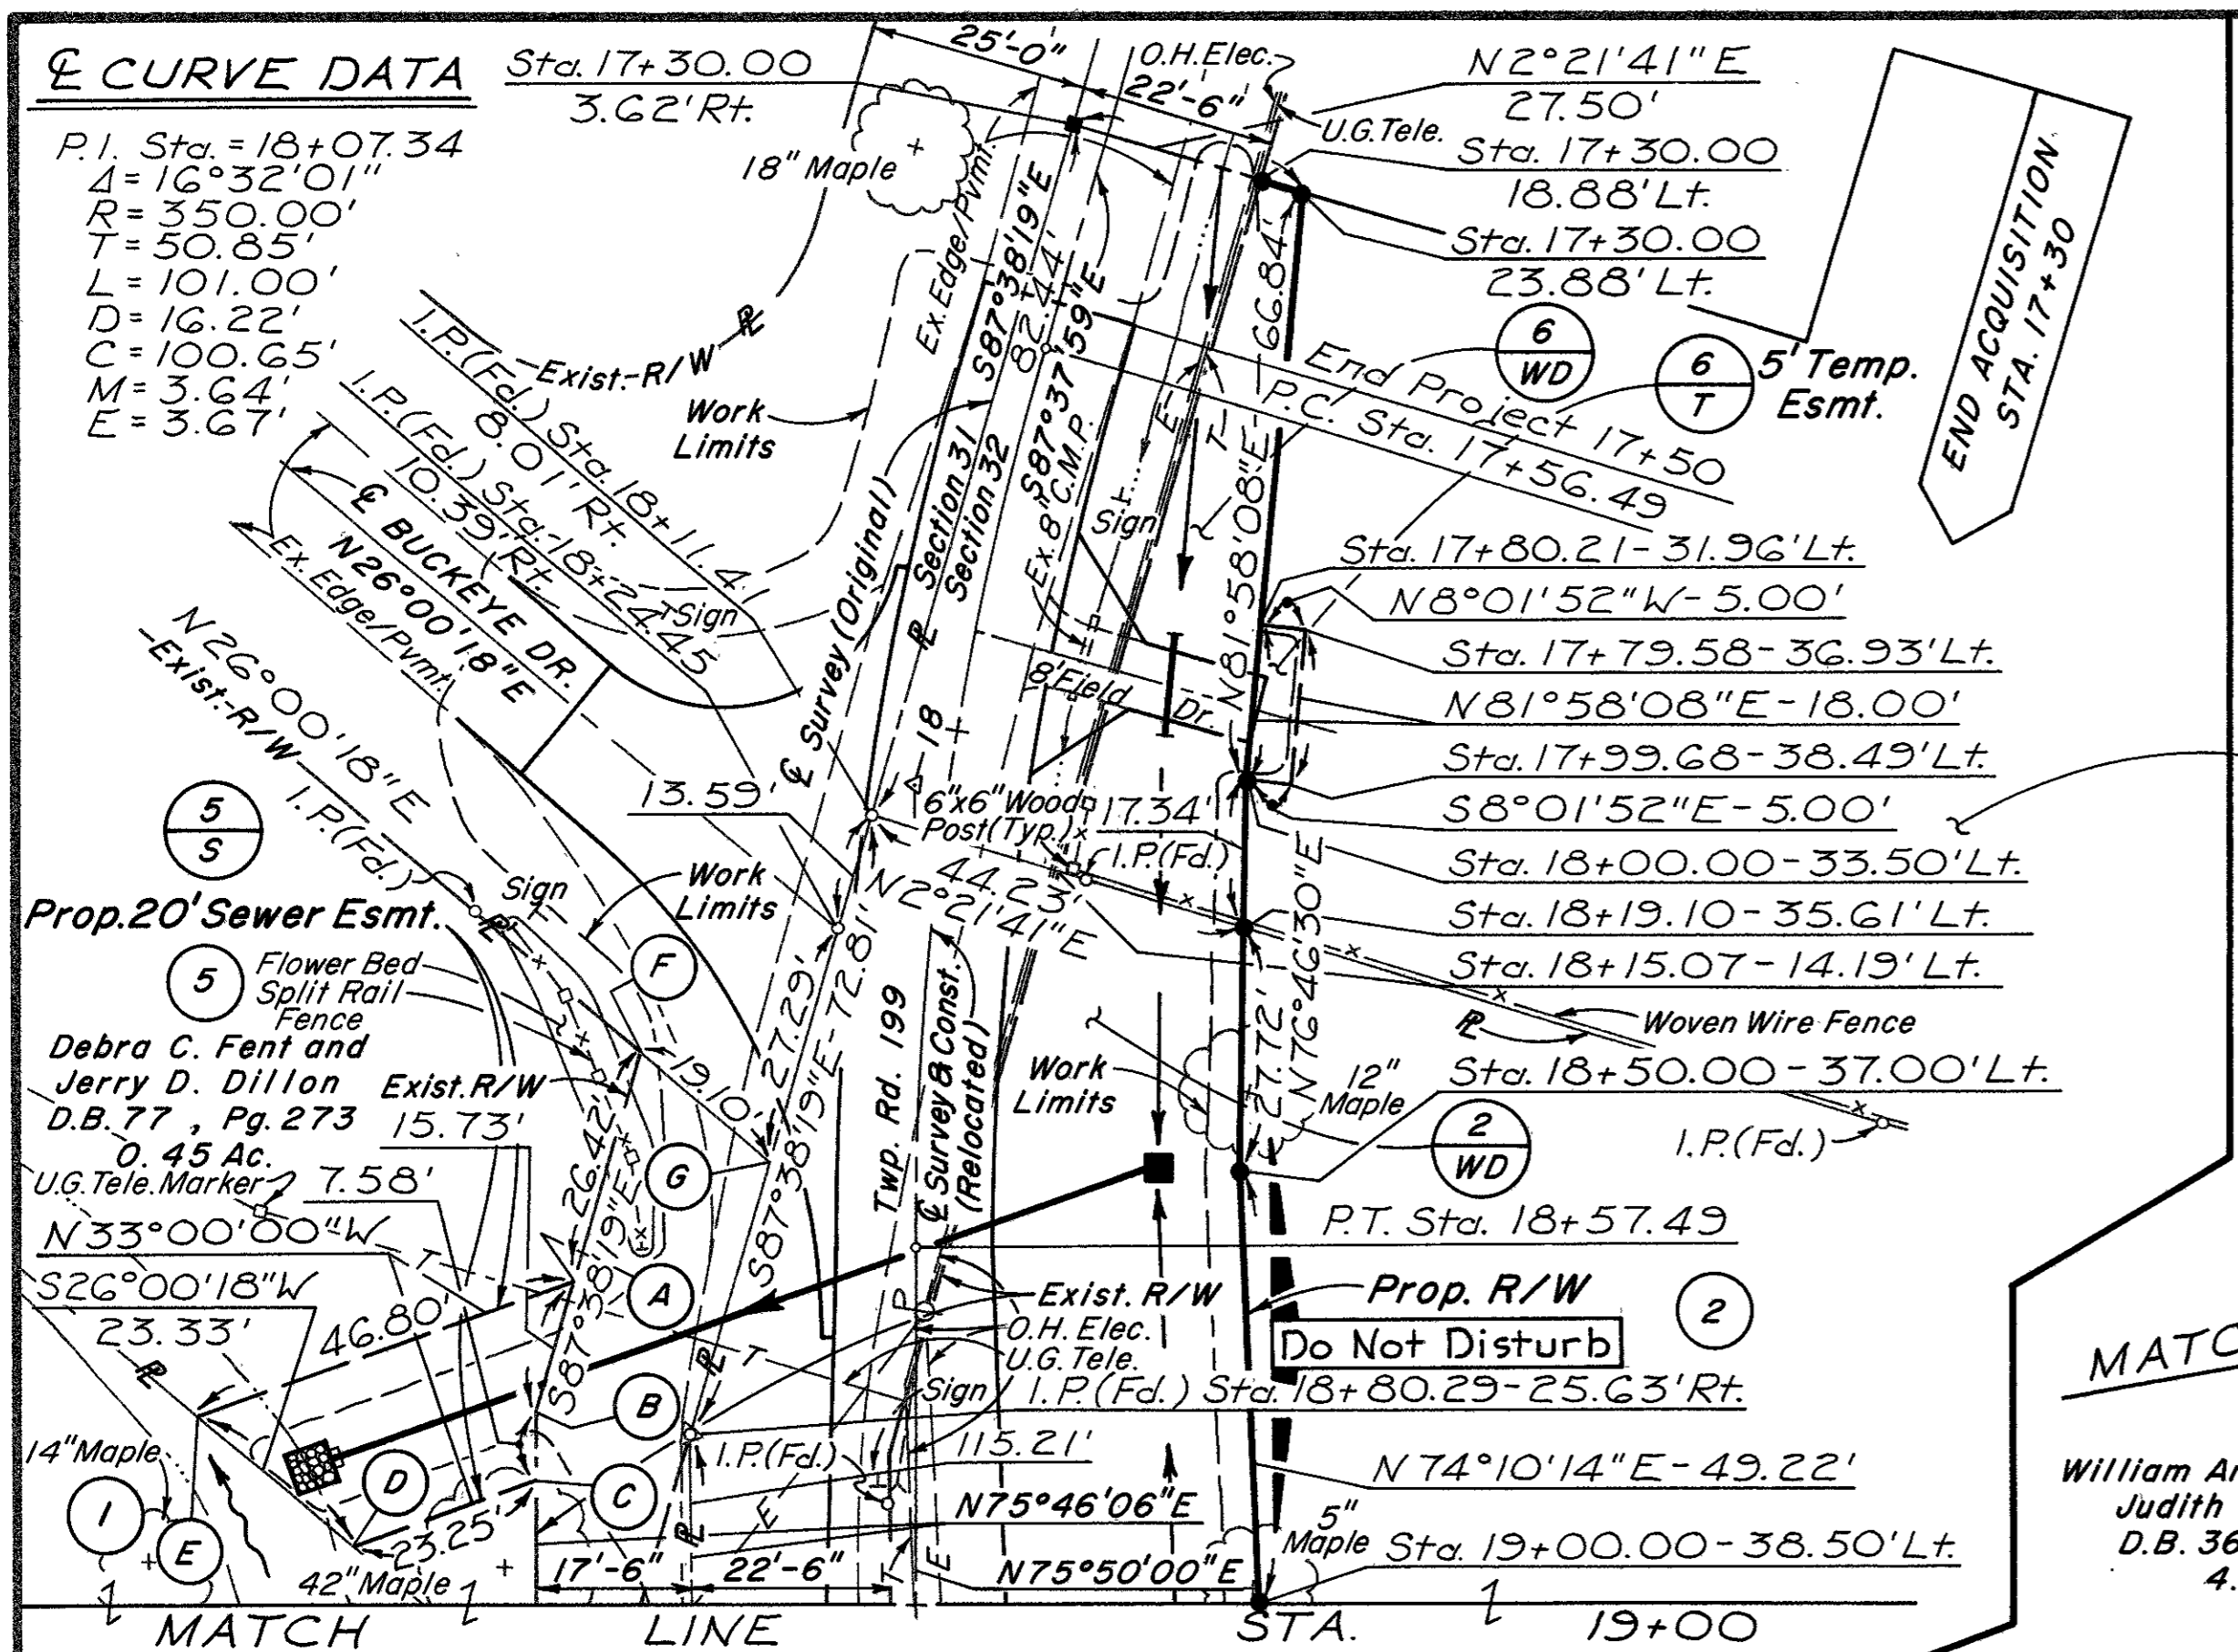 ℄ CURVE DATA
P.I. Sta. = 18+07.34
Δ = 16°32'01"
R = 350.00'
T = 50.85'
L = 101.00'
D = 16.22'
C = 100.65'
M = 3.64'
E = 3.67'
Sta. 17+30.00
3.62' Rt.
25'-0"
22'-6"
O.H. Elec.
U.G. Tele.
N2°21'41"E
27.50'
Sta. 17+30.00
18.88' Lt.
Sta. 17+30.00
23.88' Lt.
END ACQUISITION
STA. 17+30
18" Maple
Ex. Edge/Pvmt.
S87°38'19"E
82.44'
S87°37'59"E
6
WD
6
T
5' Temp.
Esmt.
End Project 17+50
P.C. Sta. 17+56.49
Exist. R/W
℄
Work
Limits
I.P.(Fd.) Sta. 18+11.4
8.01' Rt.
I.P.(Fd.) Sta. 18+24.45
10.39' Rt.
℄ BUCKEYE DR.
N26°00'18"E
Ex. Edge/Pvmt.
Sign
℄ Survey (Original)
Section 31
Section 32
Ex. 8" C.M.P.
Sign
E
T
N81°58'08"E-66.84'
Sta. 17+80.21-31.96' Lt.
N8°01'52"W-5.00'
Sta. 17+79.58-36.93' Lt.
N81°58'08"E-18.00'
Sta. 17+99.68-38.49' Lt.
S8°01'52"E-5.00'
Sta. 18+00.00-33.50' Lt.
Sta. 18+19.10-35.61' Lt.
Sta. 18+15.07-14.19' Lt.
Woven Wire Fence
Sta. 18+50.00-37.00' Lt.
I.P.(Fd.)
8' Field
Dr.
18
N26°00'18"E
Exist. R/W
I.P.(Fd.)
13.59'
6"x6" Wood
Post (Typ.)
17.34'
I.P.(Fd.)
44.23'
N2°21'41"E
5
S
Prop. 20' Sewer Esmt.
Sign
Work
Limits
F
5
Flower Bed
Split Rail
Fence
Debra C. Fent and
Jerry D. Dillon
D.B. 77, Pg. 273
0.45 Ac.
Exist. R/W
15.73'
U.G. Tele. Marker
7.58'
N33°00'00"W
S26°00'18"W
23.33'
46.80'
19.10'
27.29'
S87°38'19"E-72.81'
26.42'
S87°38'19"E
G
A
B
C
D
E
1
Twp. Rd. 199
℄ Survey & Const.
(Relocated)
Work
Limits
27.72'
N76°46'30"E
12"
Maple
2
WD
P.T. Sta. 18+57.49
Prop. R/W
2
Do Not Disturb
Exist. R/W
O.H. Elec.
U.G. Tele.
Sign
I.P.(Fd.) Sta. 18+80.29-25.63' Rt.
P
T
I.P.(Fd.)
115.21'
N75°46'06"E
N75°50'00"E
N74°10'14"E-49.22'
5"
Maple
Sta. 19+00.00-38.50' Lt.
14" Maple
42" Maple
23.25'
17'-6"
22'-6"
E
T
E
MATCH LINE STA. 19+00
MATC
William Ar
Judith
D.B. 36
4.